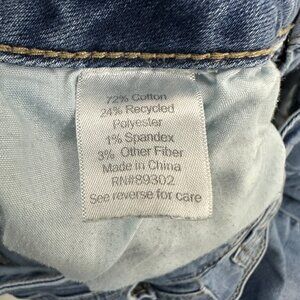 72% Cotton
24% Recycled
Polyester
1% Spandex
3% Other Fiber
Made in China
RN#89302
See reverse for care